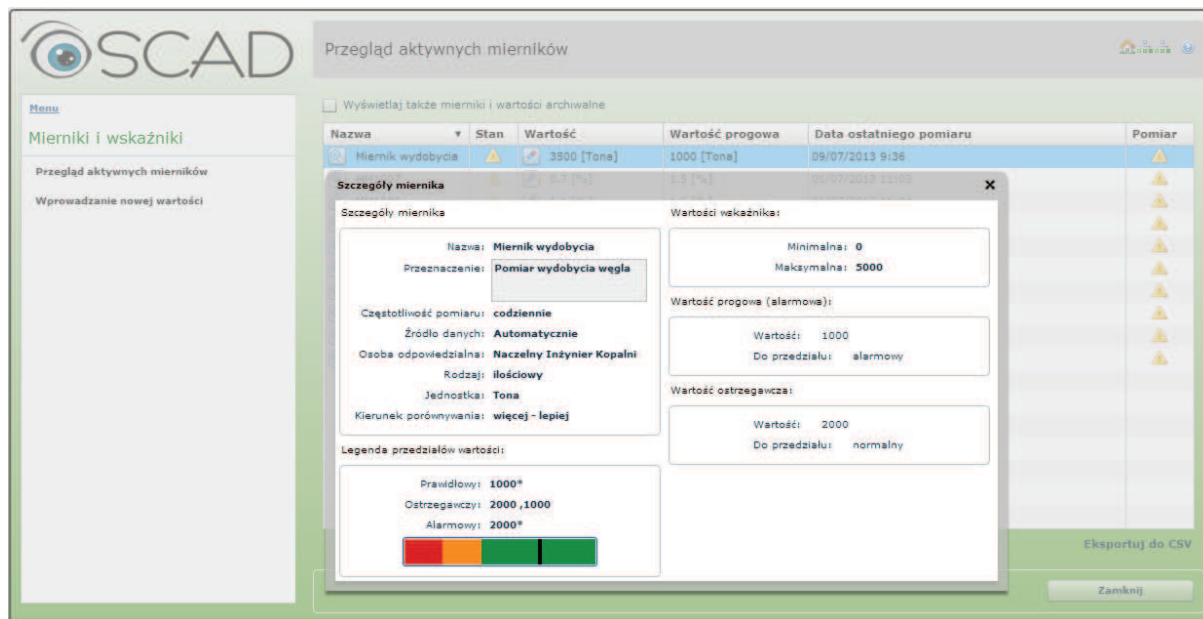 OSCAD
Przegląd aktywnych mierników
Menu
Mierniki i wskaźniki
Przegląd aktywnych mierników
Wprowadzanie nowej wartości
Wyświetlaj także mierniki i wartości archiwalne
Nazwa Stan Wartość Wartość progowa Data ostatniego pomiaru Pomiar
Miernik wydobycia 3500 [Tona] 1000 [Tona] 09/07/2013 9:36
Szczegóły miernika
Szczegóły miernika
Nazwa: Miernik wydobycia
Przeznaczenie: Pomiar wydobycia węgla
Częstotliwość pomiaru: codziennie
Źródło danych: Automatycznie
Osoba odpowiedzialna: Naczelny Inżynier Kopalni
Rodzaj: ilościowy
Jednostka: Tona
Kierunek porównywania: więcej - lepiej
Legenda przedziałów wartości:
Prawidłowy: 1000*
Ostrzegawczy: 2000 ,1000
Alarmowy: 2000*
Wartości wskaźnika:
Minimalna: 0
Maksymalna: 5000
Wartość progowa (alarmowa):
Wartość: 1000
Do przedziału: alarmowy
Wartość ostrzegawcza:
Wartość: 2000
Do przedziału: normalny
Eksportuj do CSV
Zamknij